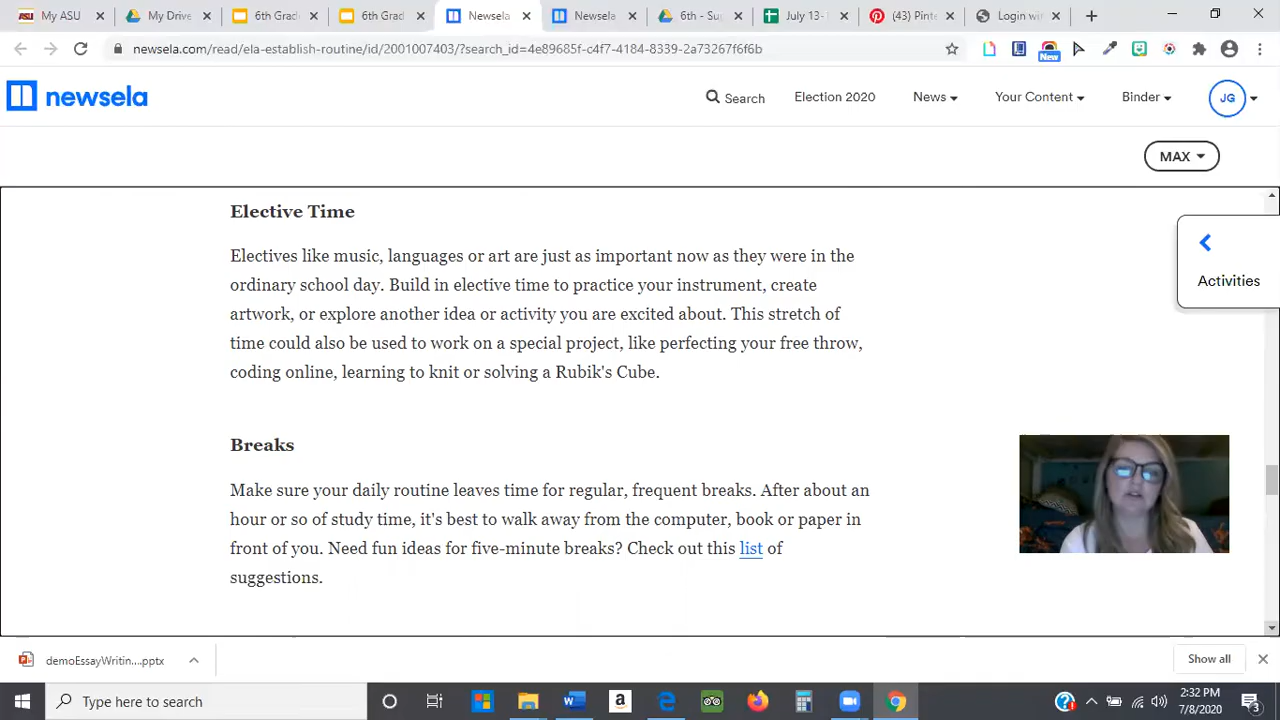 My ASU
My Drive
6th Grad
6th Grad
Newsela
Newsela
6th - Su
July 13-
(43) Pint
Login wi
newsela.com/read/ela-establish-routine/id/2001007403/?search_id=4e89685f-c4f7-4184-8339-2a73267f6f6b
New
newsela
Search
Election 2020
News
Your Content
Binder
JG
MAX
Elective Time
Electives like music, languages or art are just as important now as they were in the
ordinary school day. Build in elective time to practice your instrument, create
artwork, or explore another idea or activity you are excited about. This stretch of
time could also be used to work on a special project, like perfecting your free throw,
coding online, learning to knit or solving a Rubik's Cube.
Activities
Breaks
Make sure your daily routine leaves time for regular, frequent breaks. After about an
hour or so of study time, it's best to walk away from the computer, book or paper in
front of you. Need fun ideas for five-minute breaks? Check out this list of
suggestions.
demoEssayWritin....pptx
Show all
Type here to search
2:32 PM
7/8/2020
3